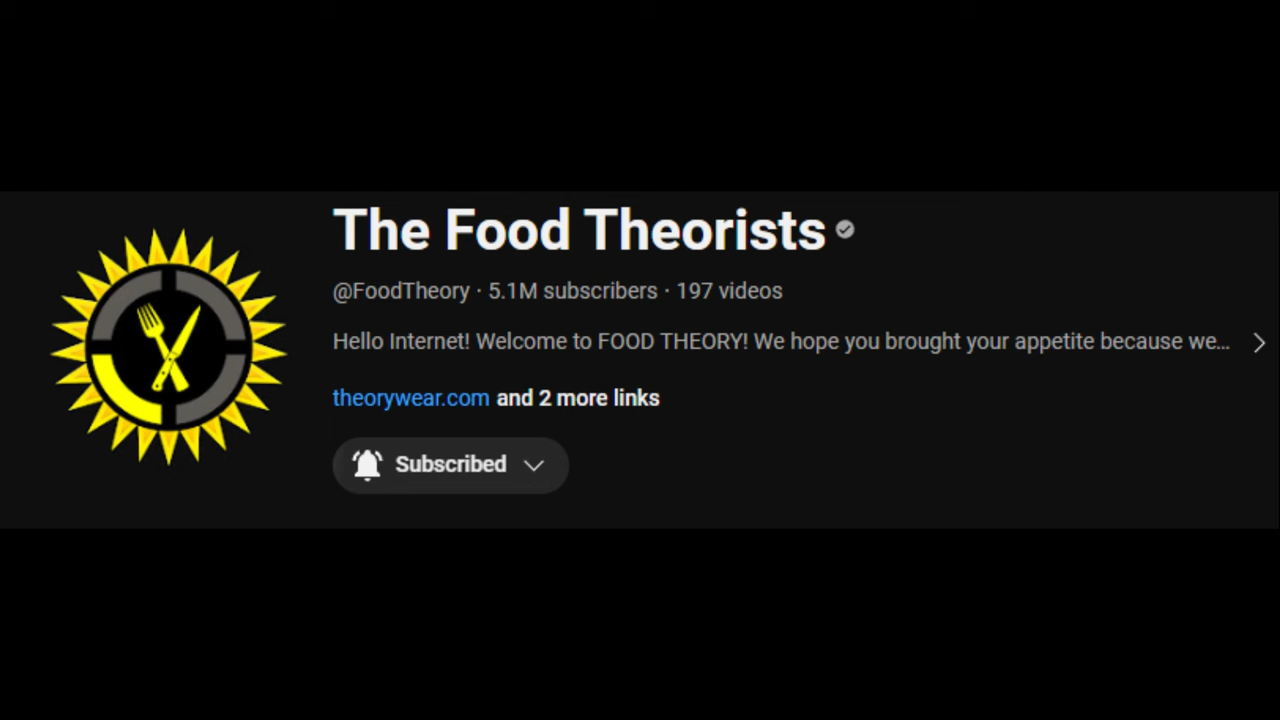 The Food Theorists
@FoodTheory · 5.1M subscribers · 197 videos
Hello Internet! Welcome to FOOD THEORY! We hope you brought your appetite because we...
theorywear.com and 2 more links
Subscribed